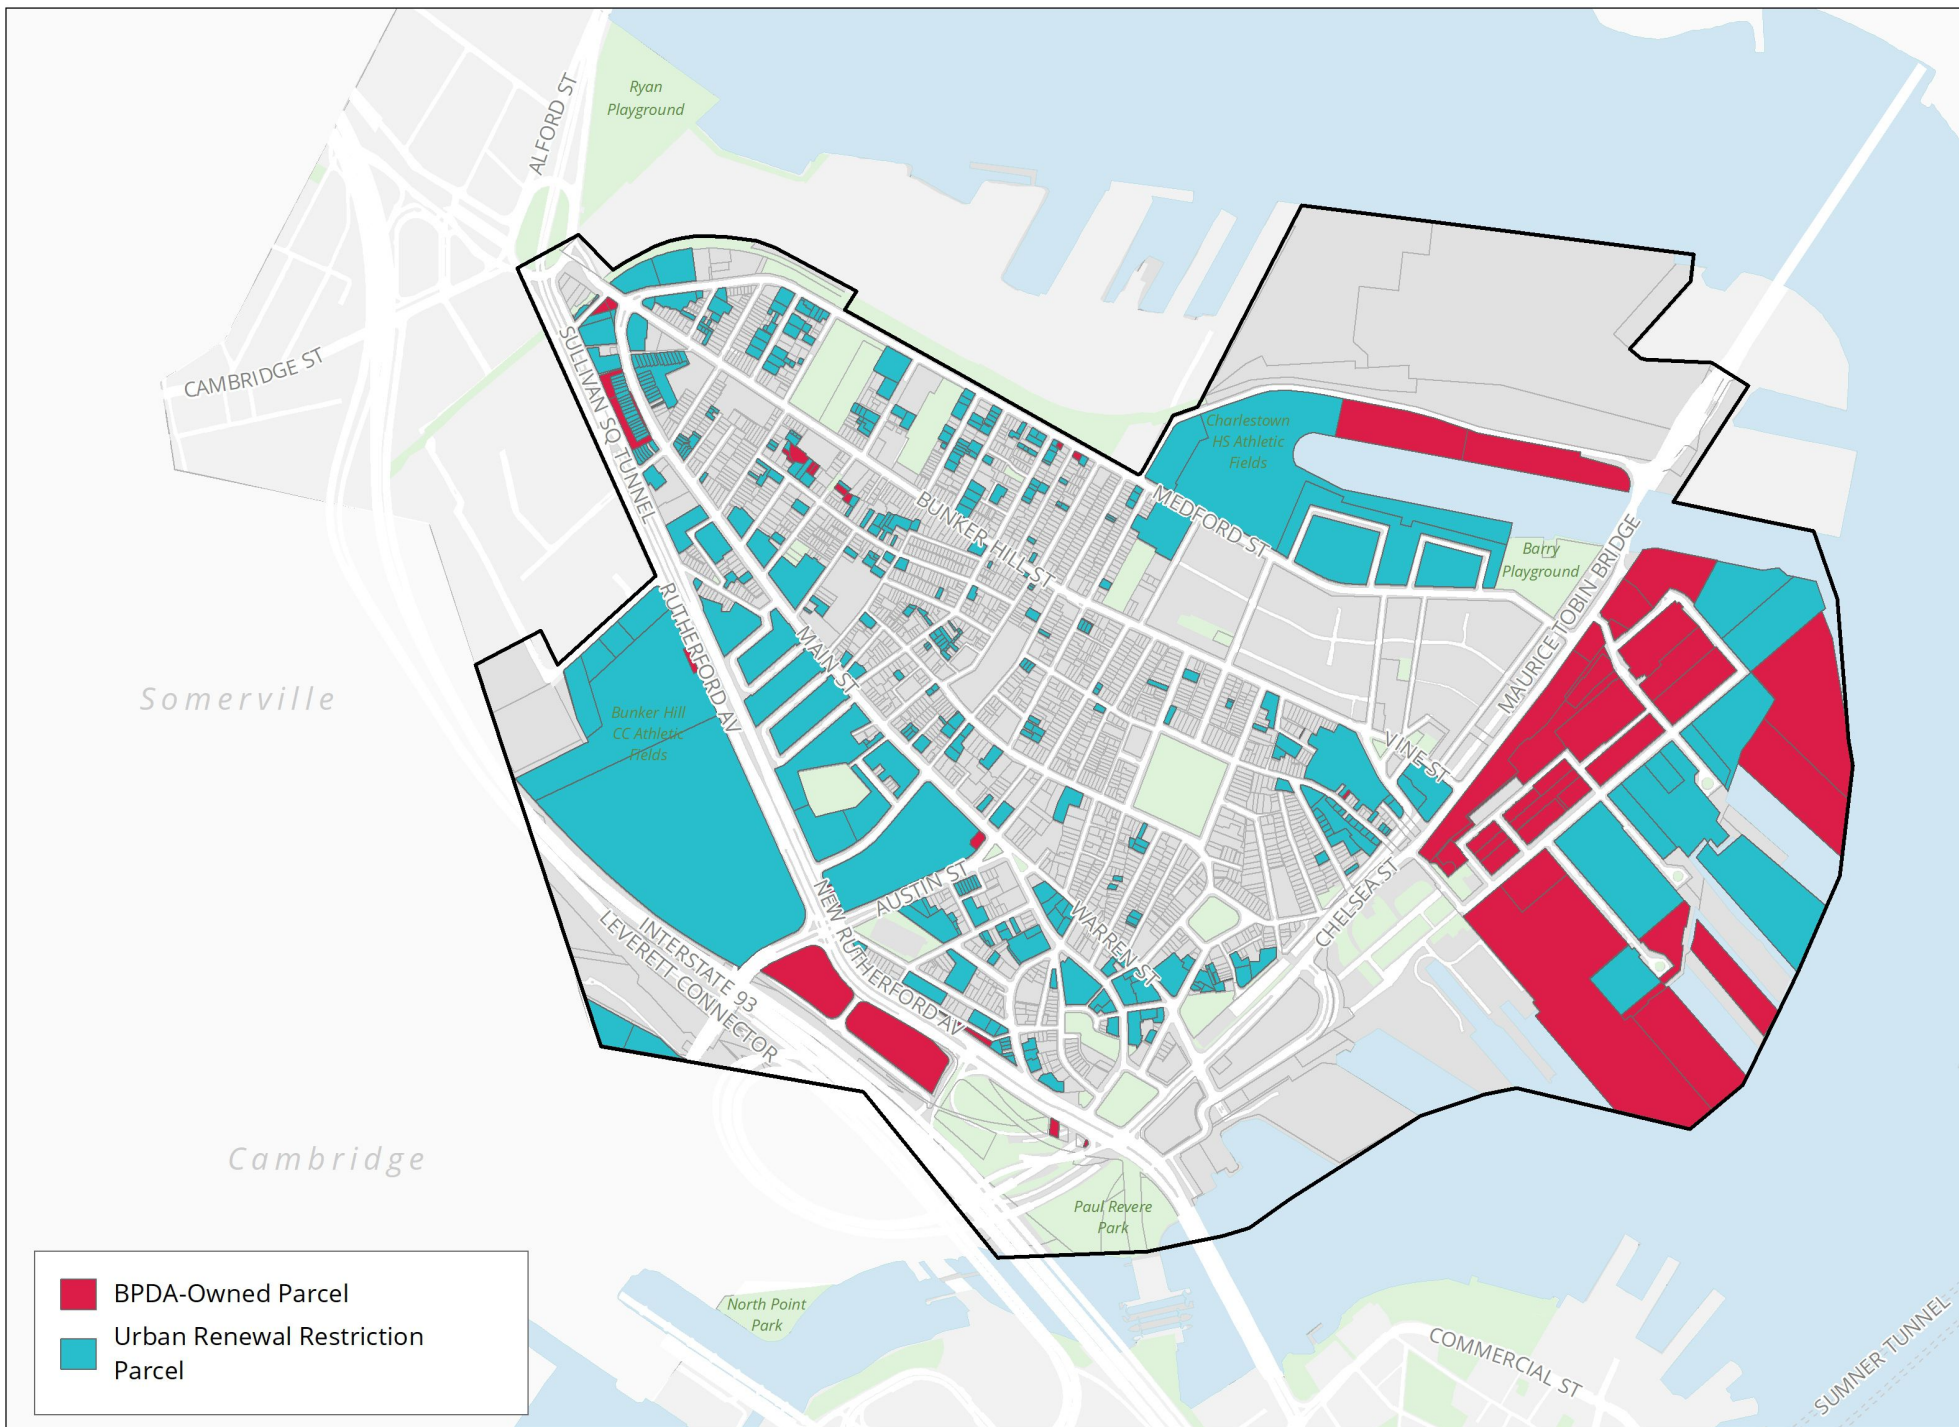 Ryan
Playground
ALFORD ST
CAMBRIDGE ST
SULLIVAN SQ TUNNEL
Charlestown
HS Athletic
Fields
BUNKER HILL ST
MEDFORD ST
Barry
Playground
MAURICE TOBIN BRIDGE
RUTHERFORD AV
MAIN ST
Somerville
Bunker Hill
CC Athletic
Fields
VINE ST
AUSTIN ST
CHELSEA ST
WARREN ST
NEW RUTHERFORD AV
INTERSTATE 93
LEVERETT CONNECTOR
Cambridge
Paul Revere
Park
North Point
Park
COMMERCIAL ST
SUMNER TUNNEL
BPDA-Owned Parcel
Urban Renewal Restriction
Parcel